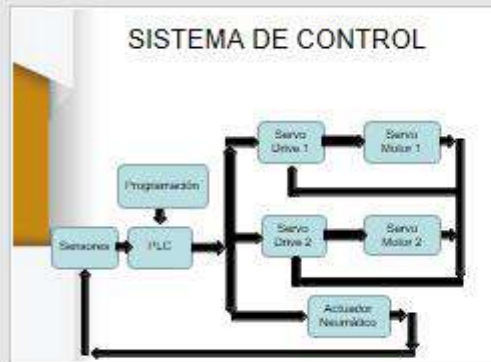 SISTEMA DE CONTROL
Servo
Drive 1
Servo
Motor 1
Programación
Sensores
PLC
Servo
Drive 2
Servo
Motor 2
Actuador
Neumático